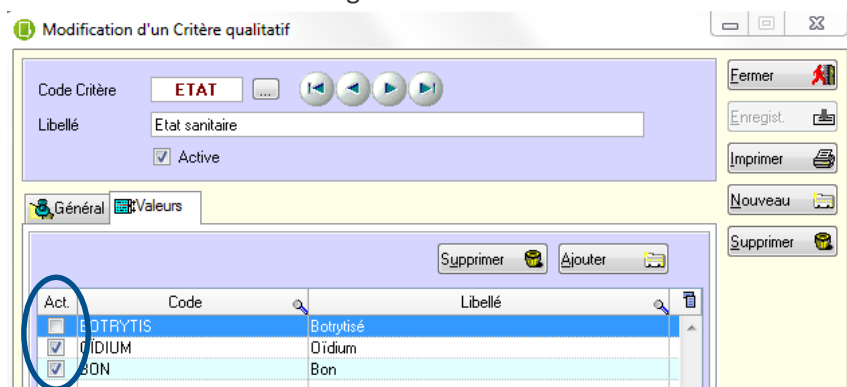 Modification d'un Critère qualitatif
Code Critère ETAT ...
Libellé Etat sanitaire
Active
Fermer
Enregist.
Imprimer
Nouveau
Supprimer
Général Valeurs
Supprimer Ajouter
Act. Code Libellé
BOTRYTIS Botrytisé
OÏDIUM Oïdium
BON Bon